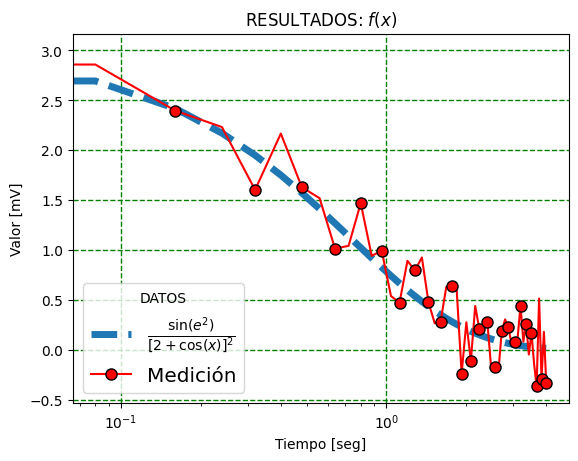 RESULTADOS: f(x)
3.0
2.5
2.0
1.5
1.0
0.5
0.0
−0.5
Valor [mV]
DATOS
sin(e²)
[2 + cos(x)]²
Medición
10⁻¹ 10⁰
Tiempo [seg]